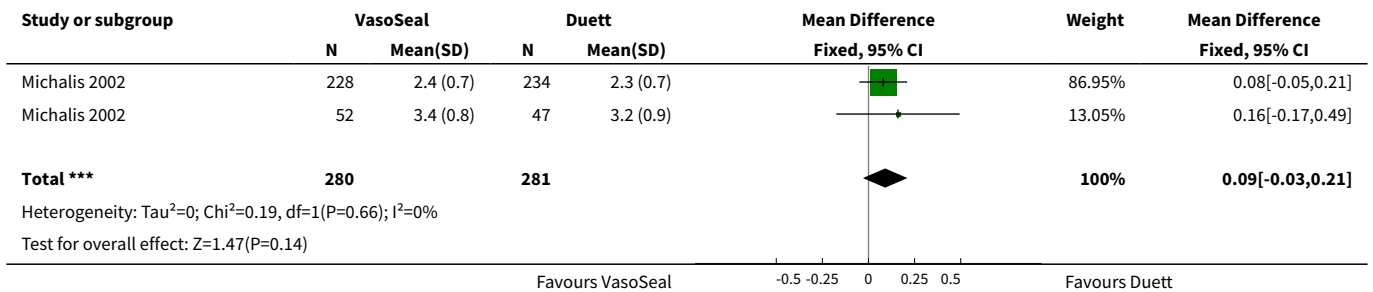 Study or subgroup VasoSeal Duett Mean Difference Weight Mean Difference
N Mean(SD) N Mean(SD) Fixed, 95% CI Fixed, 95% CI
Michalis 2002 228 2.4 (0.7) 234 2.3 (0.7) 86.95% 0.08[-0.05,0.21]
Michalis 2002 52 3.4 (0.8) 47 3.2 (0.9) 13.05% 0.16[-0.17,0.49]
Total *** 280 281 100% 0.09[-0.03,0.21]
Heterogeneity: Tau²=0; Chi²=0.19, df=1(P=0.66); I²=0%
Test for overall effect: Z=1.47(P=0.14)
Favours VasoSeal -0.5 -0.25 0 0.25 0.5 Favours Duett